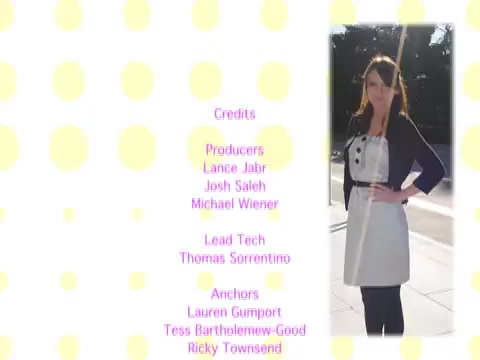 Credits
Producers
Lance Jabr
Josh Saleh
Michael Wiener
Lead Tech
Thomas Sorrentino
Anchors
Lauren Gumport
Tess Bartholemew-Good
Ricky Townsend